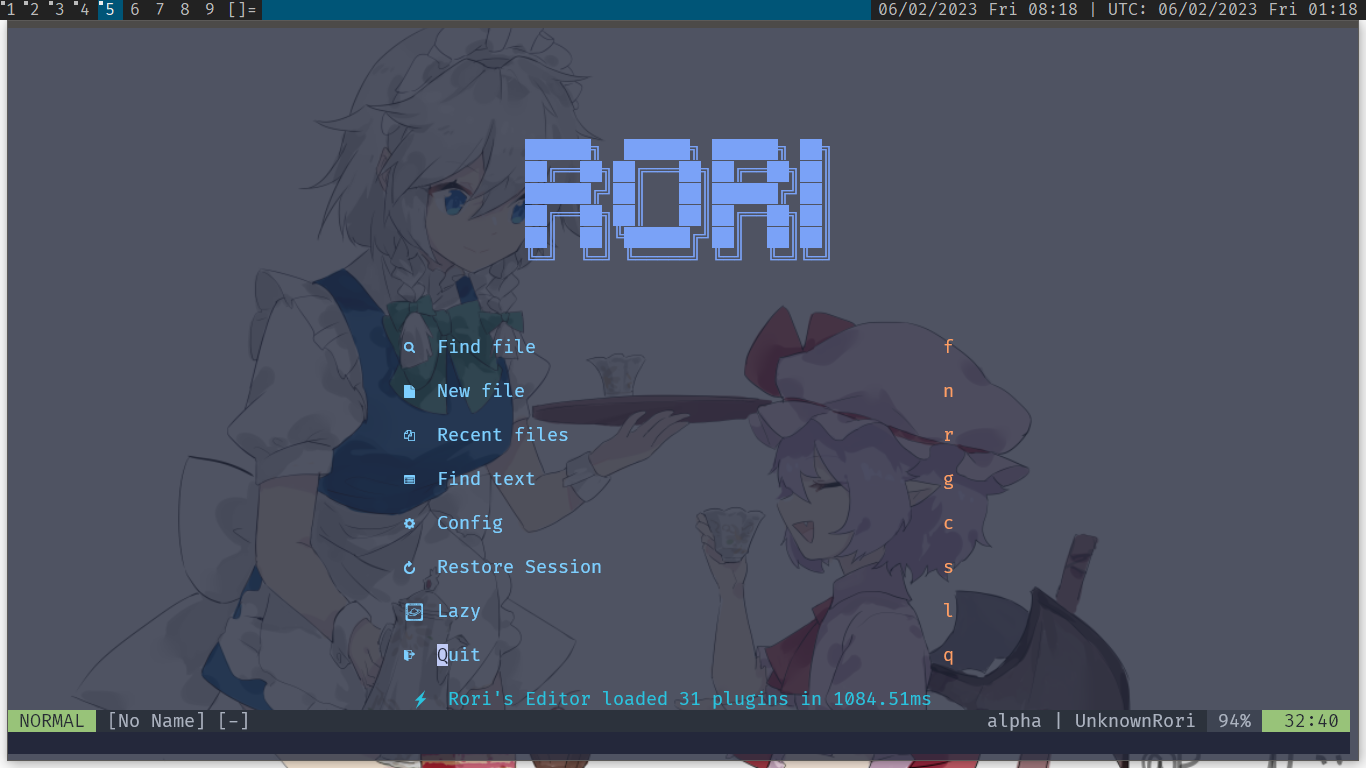 1 2 3 4 5 6 7 8 9 []= 06/02/2023 Fri 08:18 | UTC: 06/02/2023 Fri 01:18
RORI
Find file f
New file n
Recent files r
Find text g
Config c
Restore Session s
Lazy l
Quit q
Rori's Editor loaded 31 plugins in 1084.51ms
NORMAL [No Name] [-] alpha | UnknownRori 94% 32:40